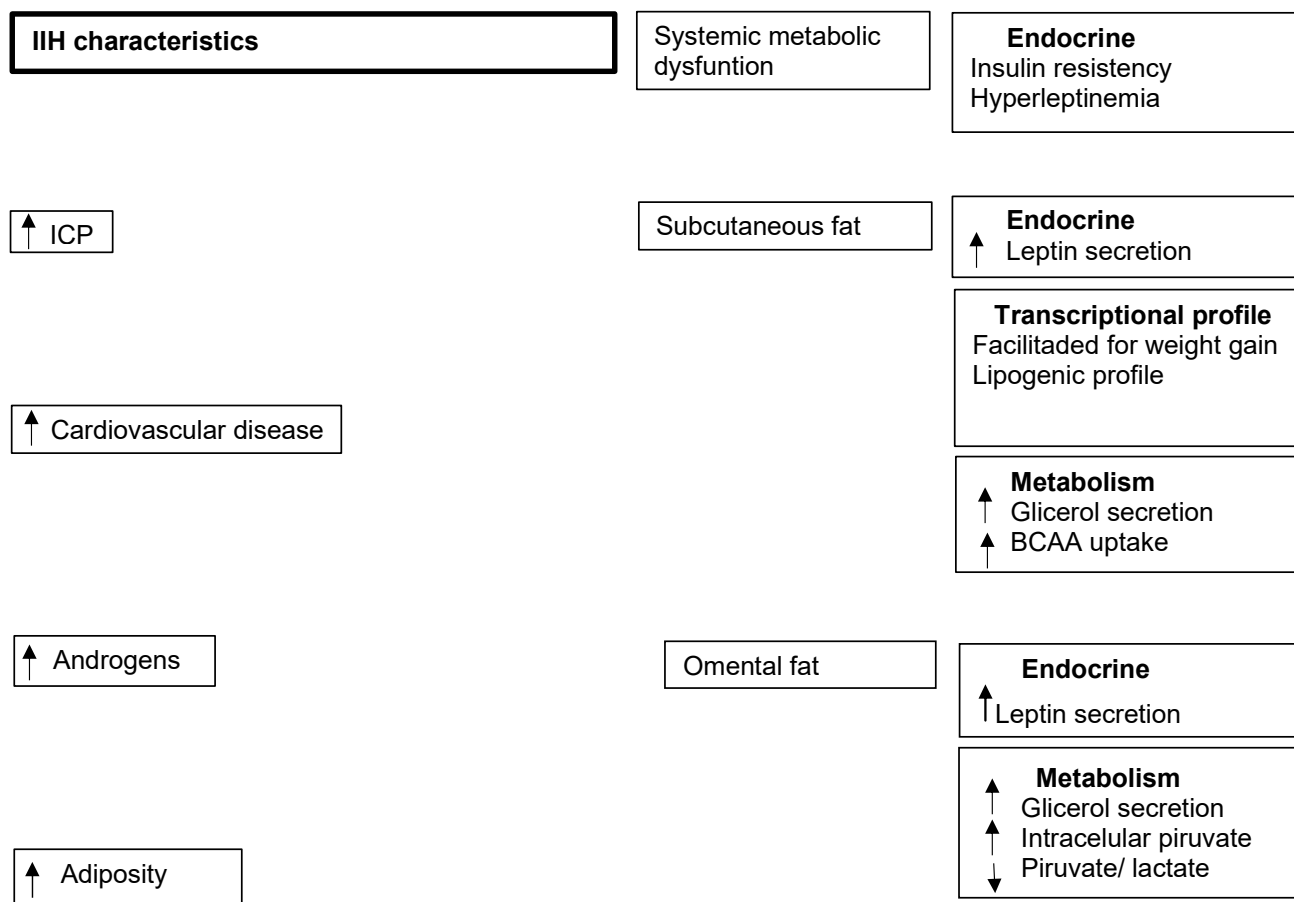 IIH characteristics
Systemic metabolic
dysfuntion
Endocrine
Insulin resistency
Hyperleptinemia
↑ ICP
Subcutaneous fat
Endocrine
↑ Leptin secretion
Transcriptional profile
Facilitaded for weight gain
Lipogenic profile
↑ Cardiovascular disease
Metabolism
↑ Glicerol secretion
↑ BCAA uptake
↑ Androgens
Omental fat
Endocrine
↑ Leptin secretion
Metabolism
↑ Glicerol secretion
↑ Intracelular piruvate
↓ Piruvate/ lactate
↑ Adiposity